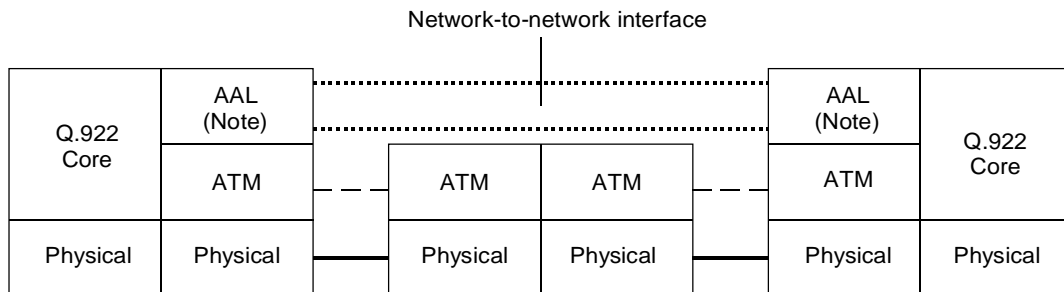 Network-to-network interface
AAL
(Note)
AAL
(Note)
Q.922
Core
Q.922
Core
ATM
ATM
ATM
ATM
Physical
Physical
Physical
Physical
Physical
Physical